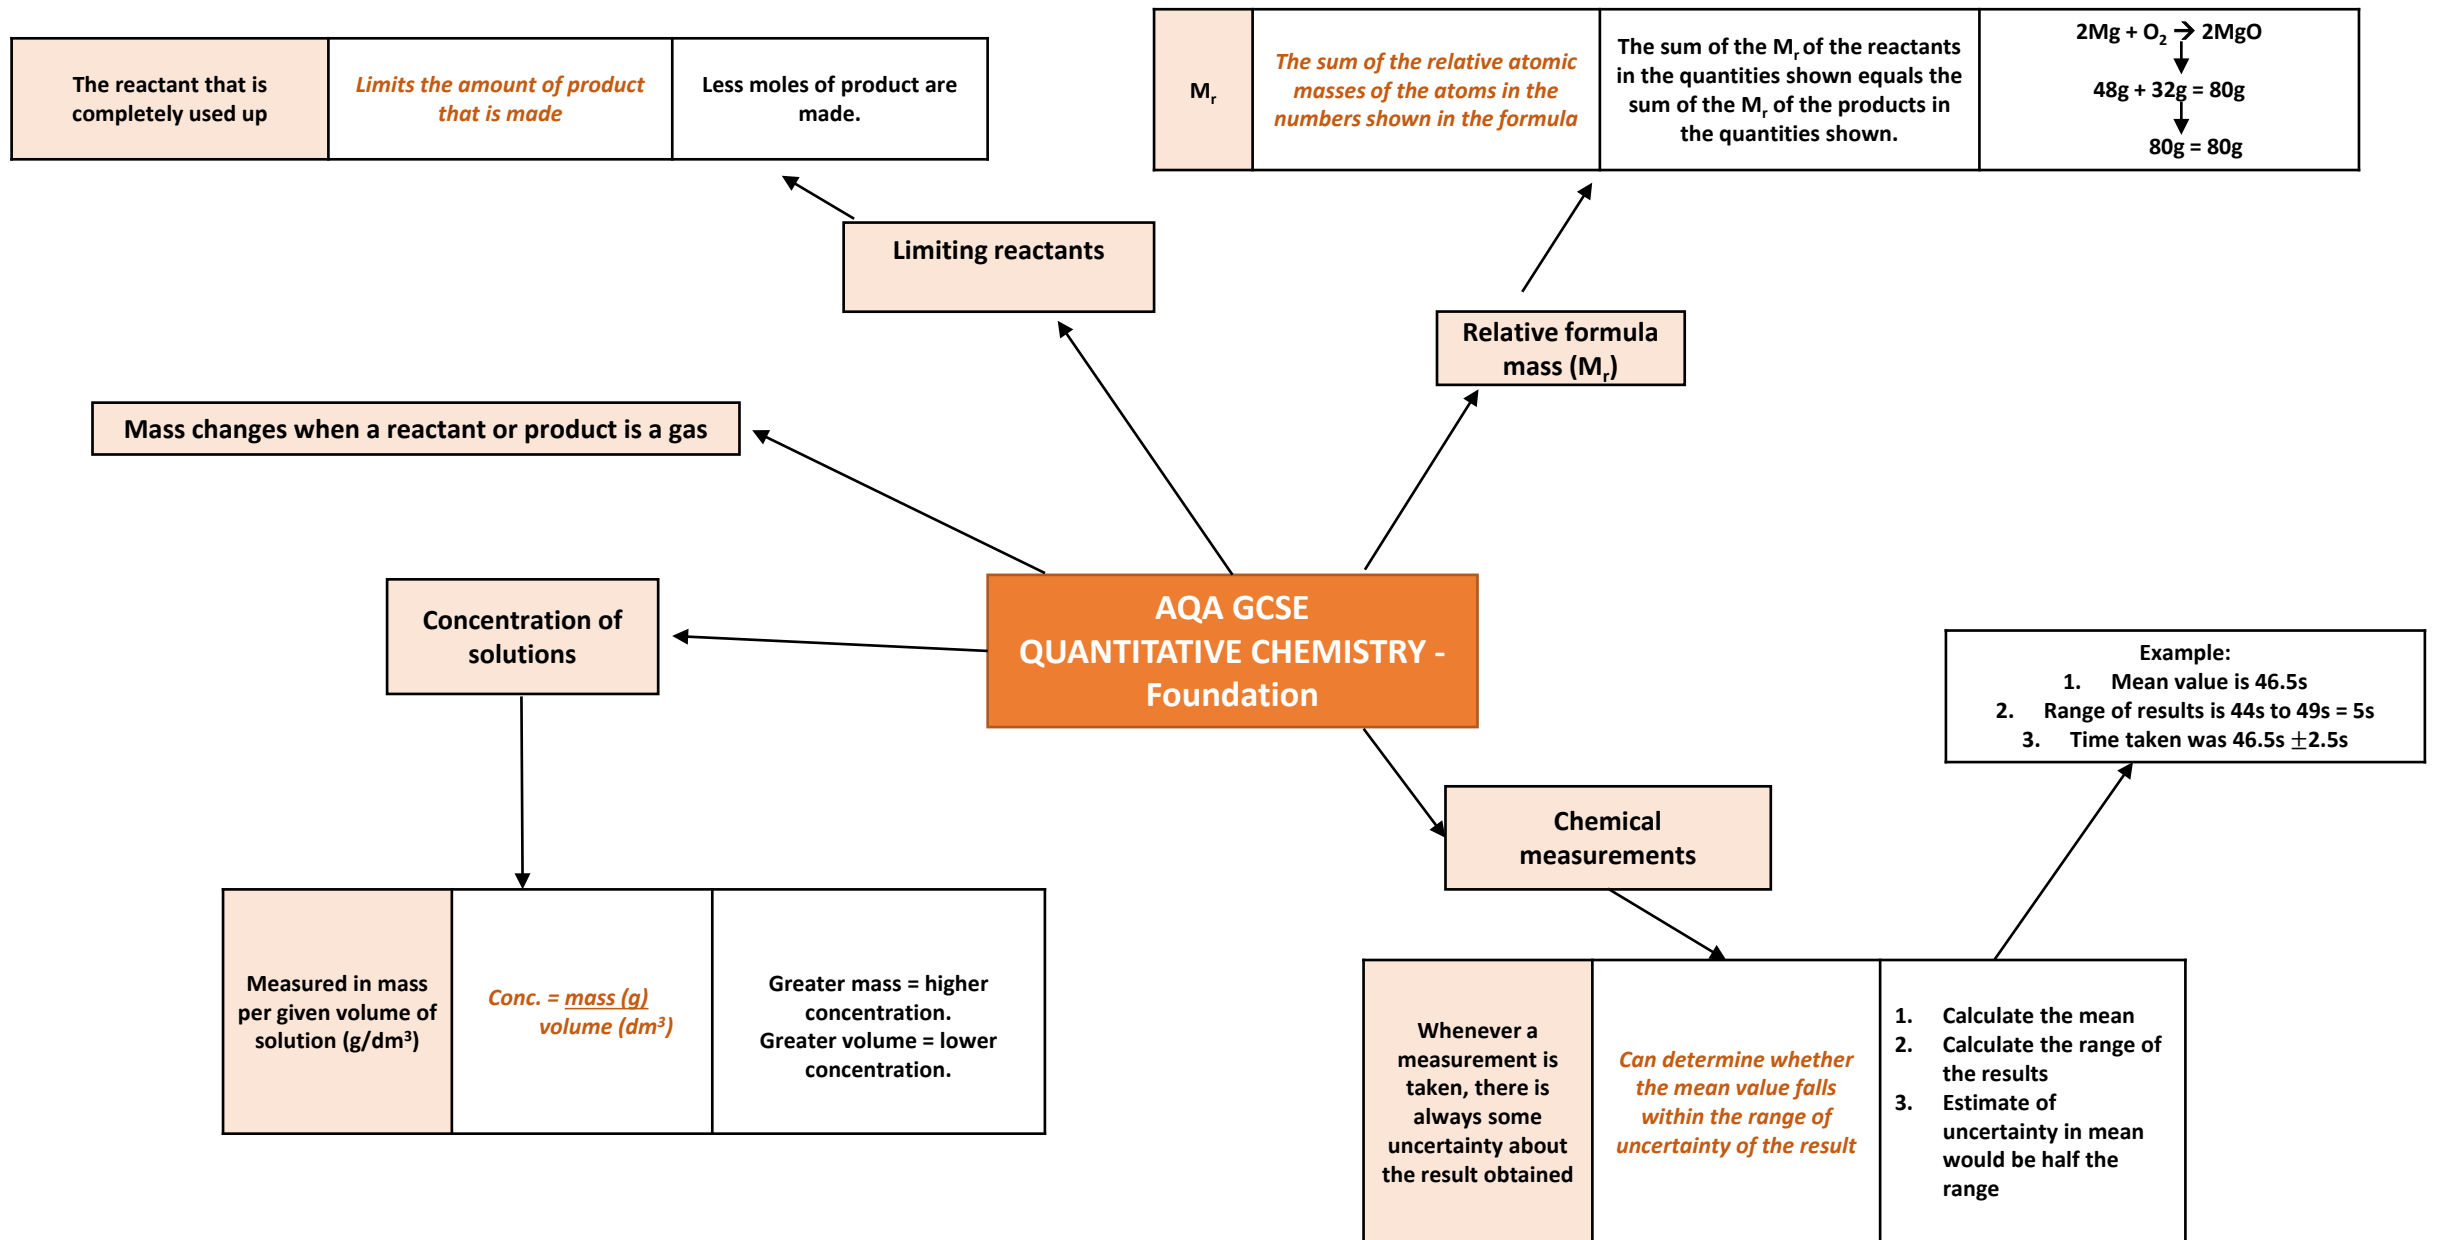 The reactant that is
completely used up
Limits the amount of product
that is made
Less moles of product are
made.
Mᵣ
The sum of the relative atomic
masses of the atoms in the
numbers shown in the formula
The sum of the Mᵣ of the reactants
in the quantities shown equals the
sum of the Mᵣ of the products in
the quantities shown.
2Mg + O₂ → 2MgO
48g + 32g = 80g
80g = 80g
Limiting reactants
Relative formula
mass (Mᵣ)
Mass changes when a reactant or product is a gas
Concentration of
solutions
AQA GCSE
QUANTITATIVE CHEMISTRY -
Foundation
Example:
1. Mean value is 46.5s
2. Range of results is 44s to 49s = 5s
3. Time taken was 46.5s ±2.5s
Chemical
measurements
Measured in mass
per given volume of
solution (g/dm³)
Conc. = mass (g)
volume (dm³)
Greater mass = higher
concentration.
Greater volume = lower
concentration.
Whenever a
measurement is
taken, there is
always some
uncertainty about
the result obtained
Can determine whether
the mean value falls
within the range of
uncertainty of the result
1. Calculate the mean
2. Calculate the range of
the results
3. Estimate of
uncertainty in mean
would be half the
range